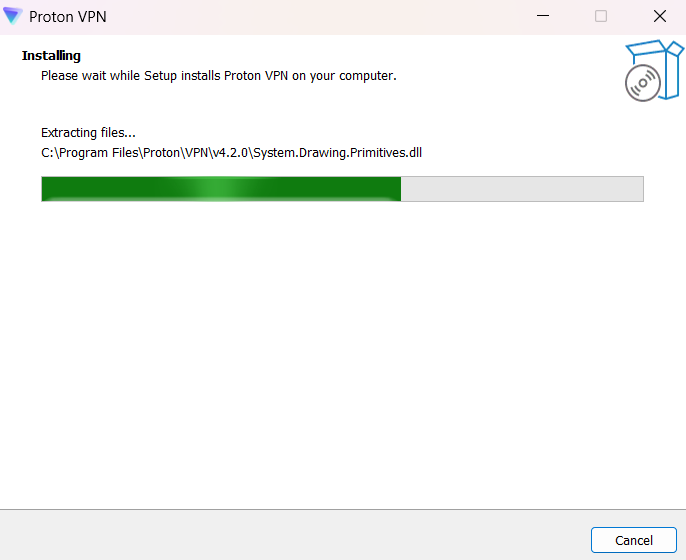 Proton VPN
Installing
Please wait while Setup installs Proton VPN on your computer.
Extracting files...
C:\Program Files\Proton\VPN\v4.2.0\System.Drawing.Primitives.dll
Cancel